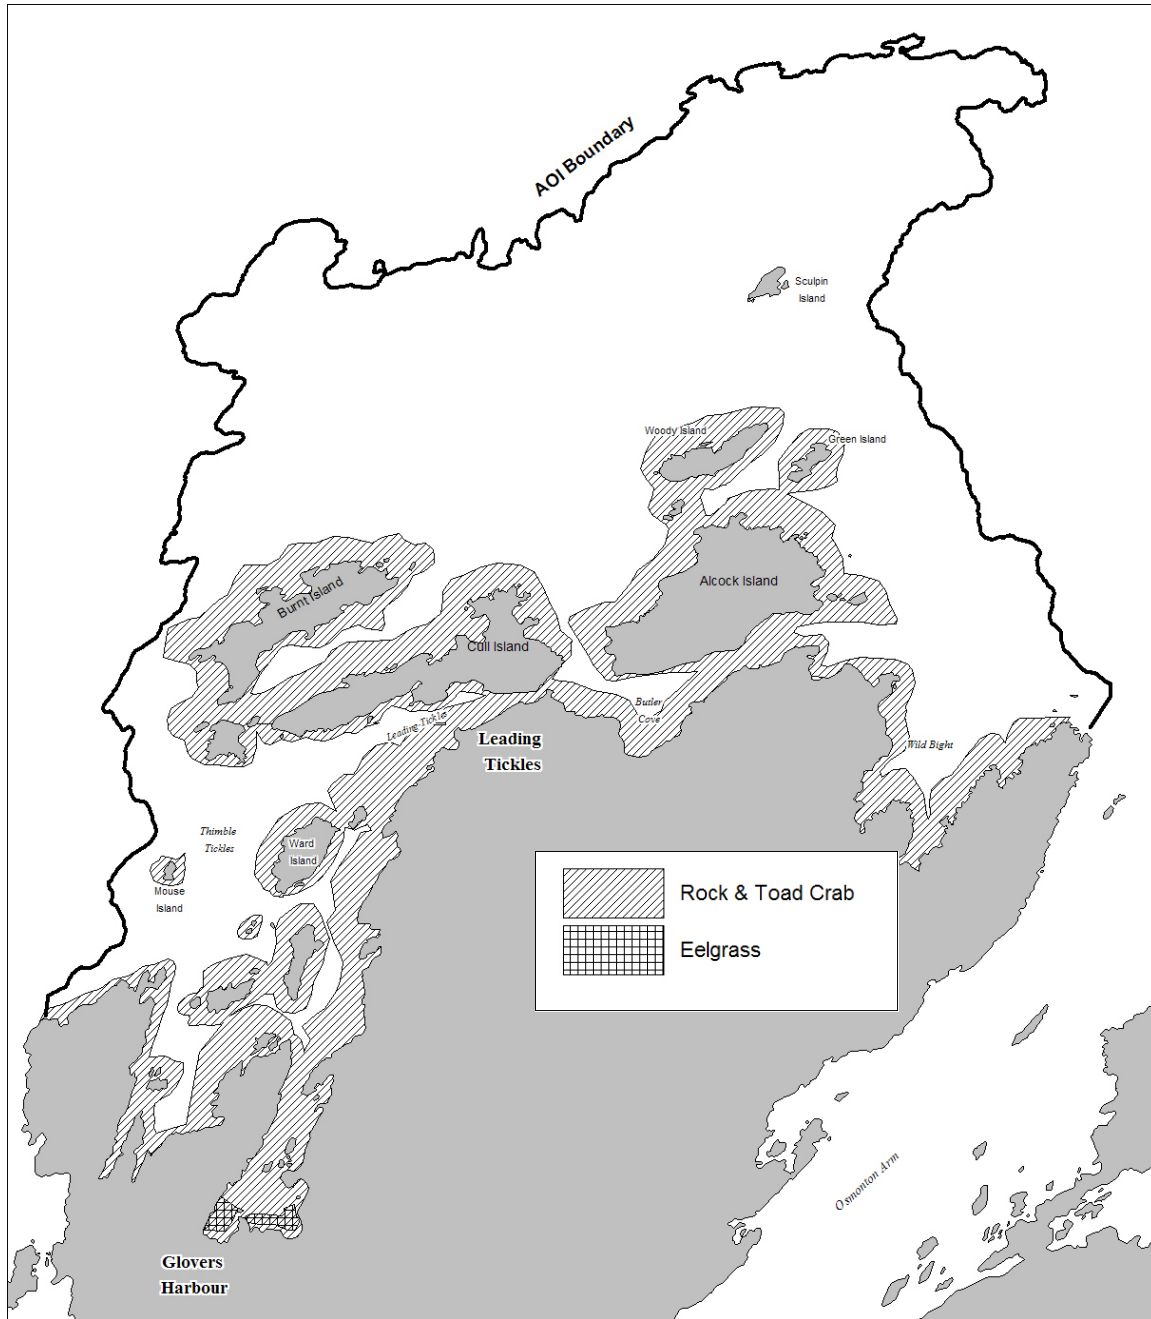 AOI Boundary
Sculpin
Island
Woody Island
Green Island
Burnt Island
Alcock Island
Cull Island
Butler
Cove
Leading Tickles
Leading
Tickles
Wild Bight
Thimble
Tickles
Ward
Island
Mouse
Island
Rock & Toad Crab
Eelgrass
Osmonton Arm
Glovers
Harbour